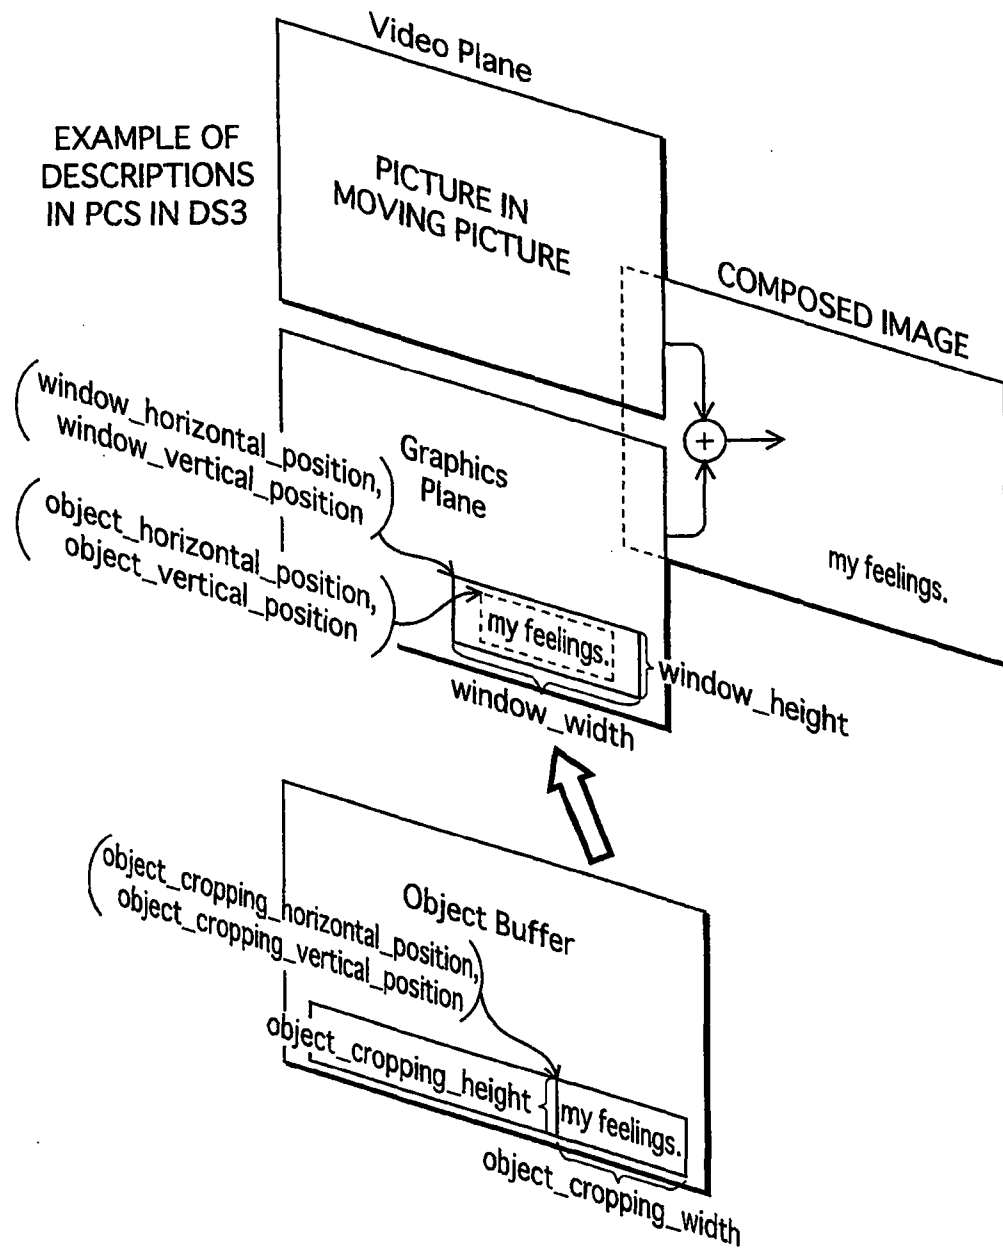 Video Plane
EXAMPLE OF
DESCRIPTIONS
IN PCS IN DS3
PICTURE IN
MOVING PICTURE
COMPOSED IMAGE
(window_horizontal_position,
window_vertical_position)
Graphics
Plane
(object_horizontal_position,
object_vertical_position)
+
my feelings.
my feelings.
window_height
window_width
Object Buffer
(object_cropping_horizontal_position,
object_cropping_vertical_position)
object_cropping_height
my feelings.
object_cropping_width